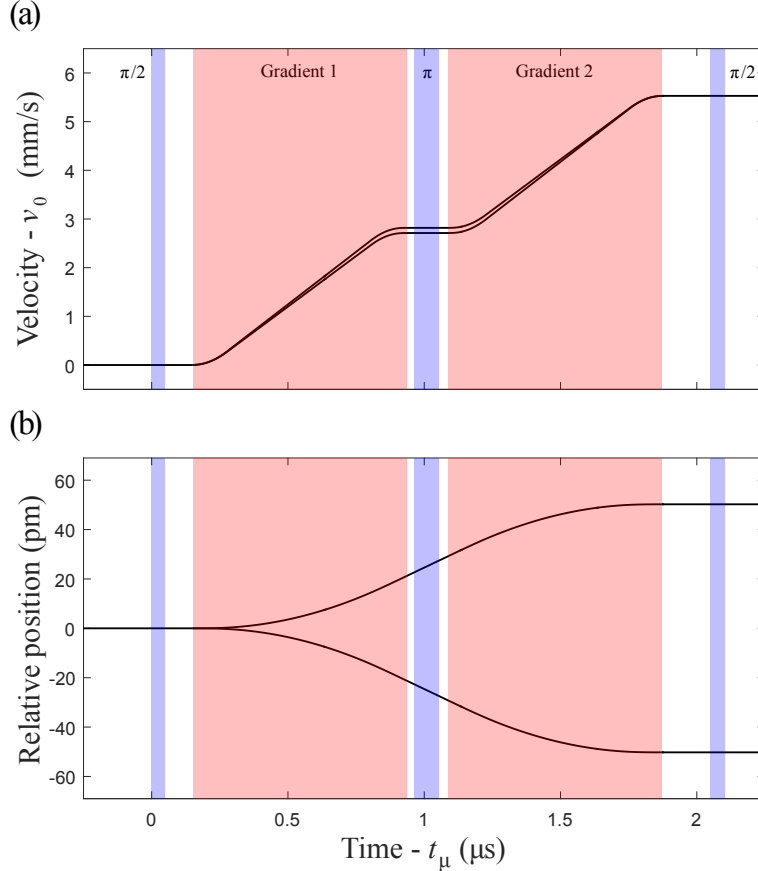 (a)
π/2 Gradient 1 π Gradient 2 π/2
6
5
4
3
2
1
0
Velocity - v₀ (mm/s)
(b)
60
40
20
0
-20
-40
-60
Relative position (pm)
0 0.5 1 1.5 2
Time - tμ (μs)